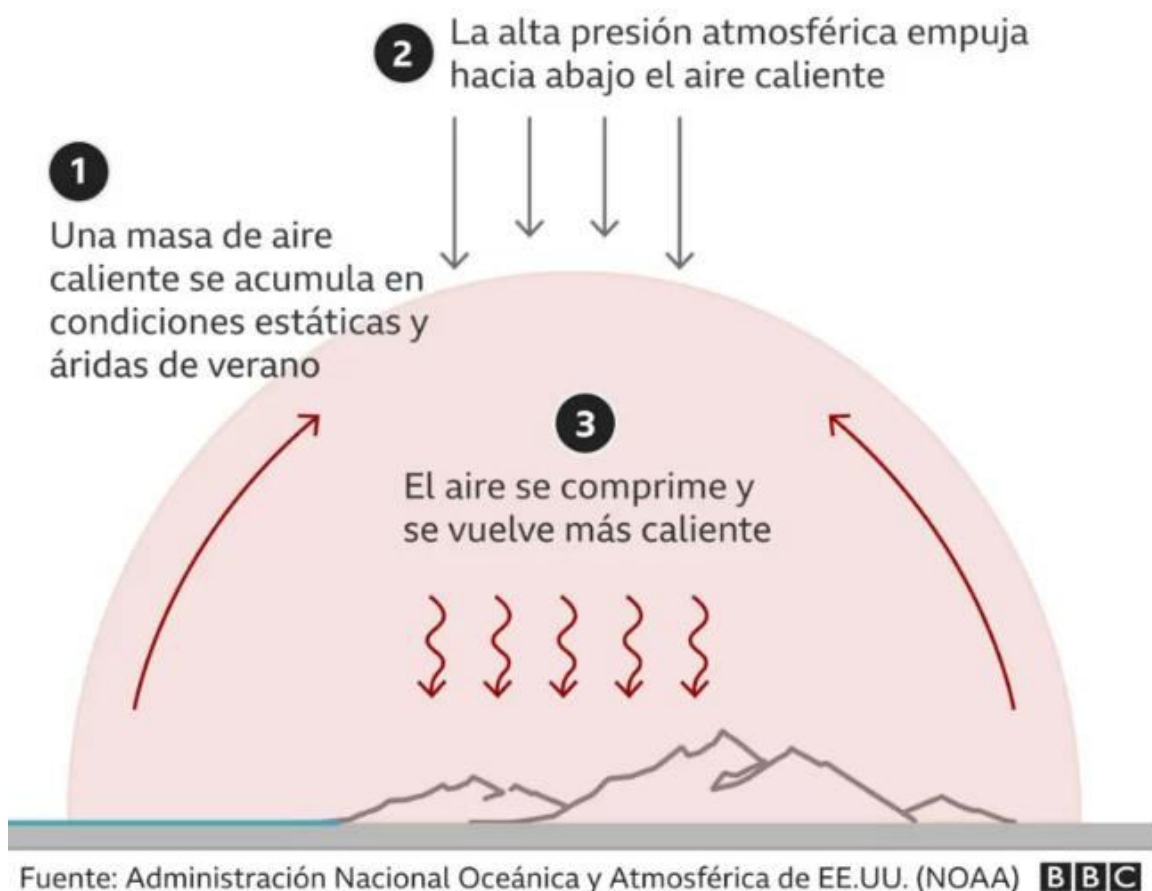 1
Una masa de aire
caliente se acumula en
condiciones estáticas y
áridas de verano
2
La alta presión atmosférica empuja
hacia abajo el aire caliente
3
El aire se comprime y
se vuelve más caliente
Fuente: Administración Nacional Oceánica y Atmosférica de EE.UU. (NOAA) BBC